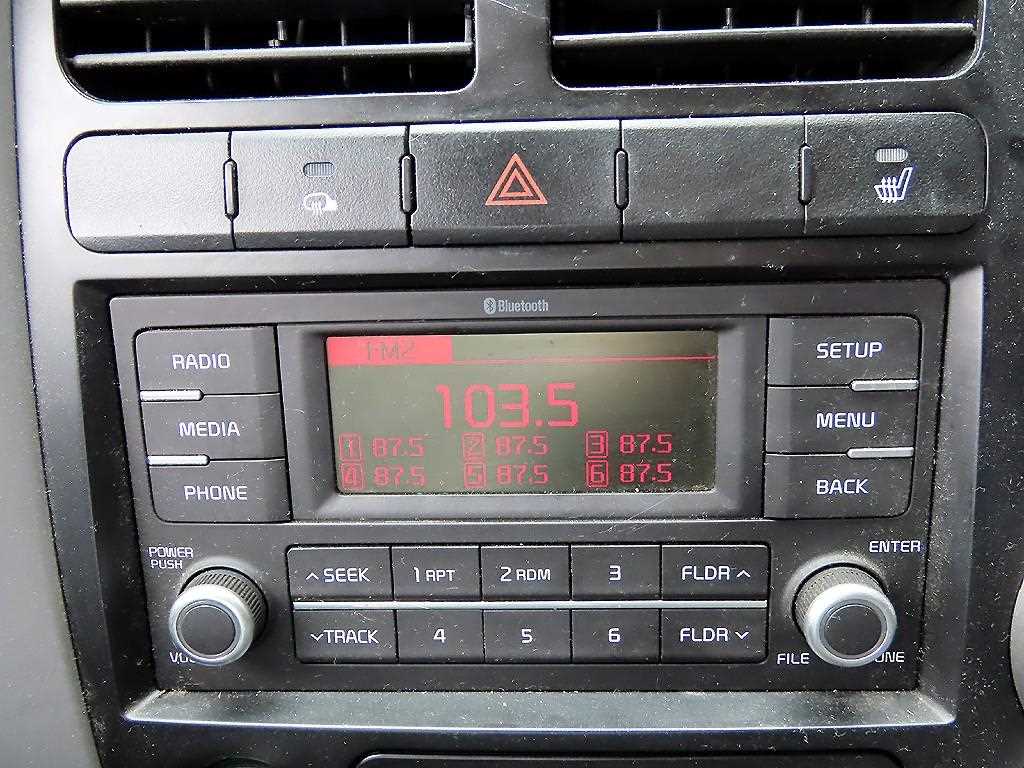 Bluetooth
RADIO
MEDIA
PHONE
FM2
103.5
1 87.5 2 87.5 3 87.5
4 87.5 5 87.5 6 87.5
SETUP
MENU
BACK
POWER
PUSH
SEEK 1 RPT 2 RDM 3 FLDR
TRACK 4 5 6 FLDR
ENTER
FILE